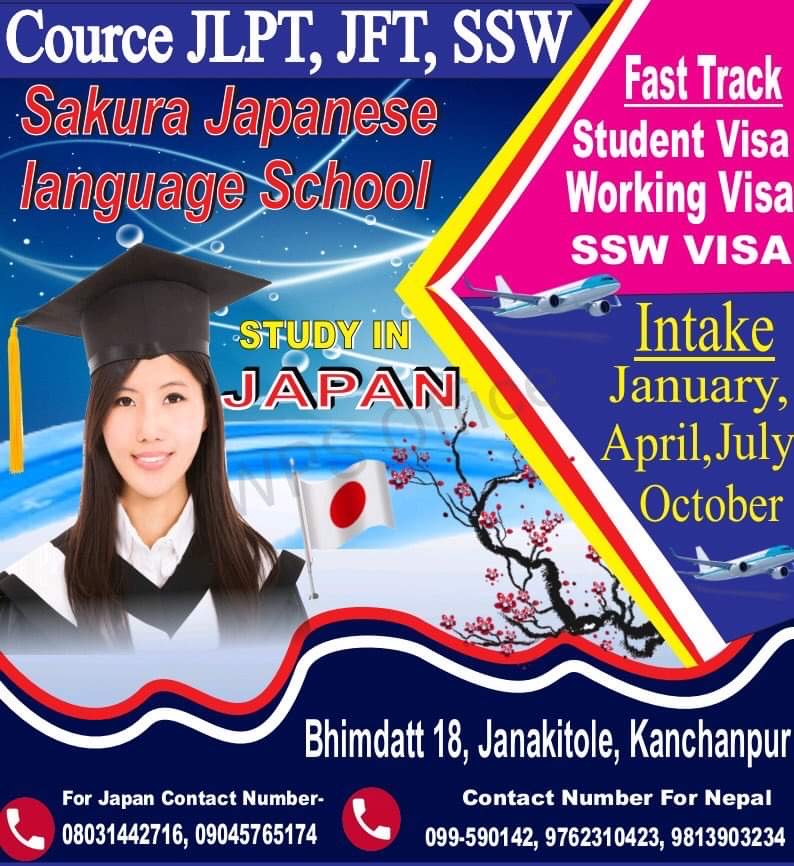 Cource JLPT, JFT, SSW
Sakura Japanese
language School
Fast Track
Student Visa
Working Visa
SSW VISA
STUDY IN
JAPAN
Intake
January,
April,July
October
WPS Office
Bhimdatt 18, Janakitole, Kanchanpur
For Japan Contact Number-
08031442716, 09045765174
Contact Number For Nepal
099-590142, 9762310423, 9813903234